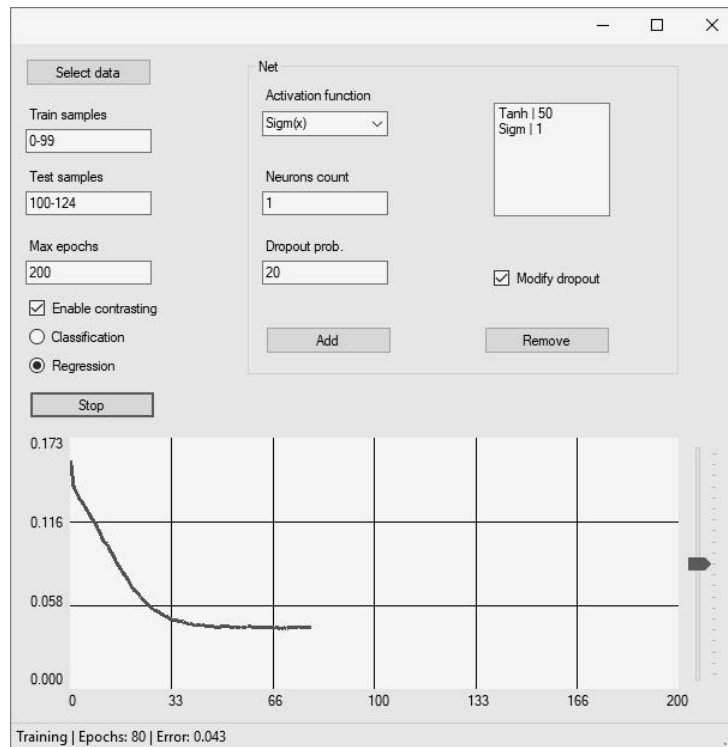 Select data
Train samples
0-99
Test samples
100-124
Max epochs
200
Enable contrasting
Classification
Regression
Stop
Net
Activation function
Sigm(x)
Neurons count
1
Dropout prob.
20
Add
Tanh | 50
Sigm | 1
Modify dropout
Remove
0.173
0.116
0.058
0.000
0 33 66 100 133 166 200
Training | Epochs: 80 | Error: 0.043